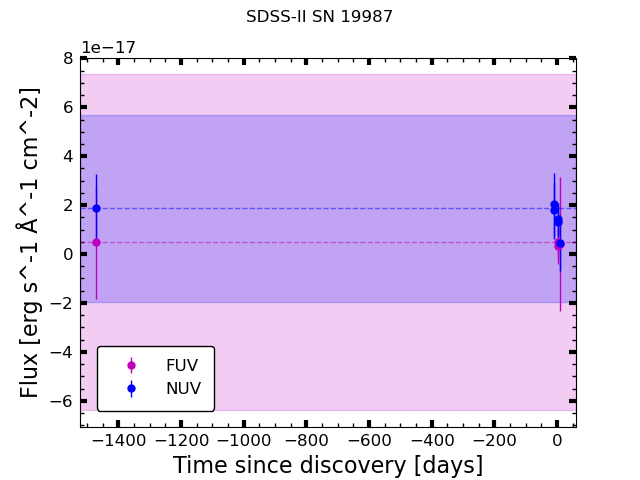 SDSS-II SN 19987
1e−17
8
6
4
2
0
−2
−4
−6
Flux [erg s^-1 Å^-1 cm^-2]
FUV
NUV
−1400 −1200 −1000 −800 −600 −400 −200 0
Time since discovery [days]